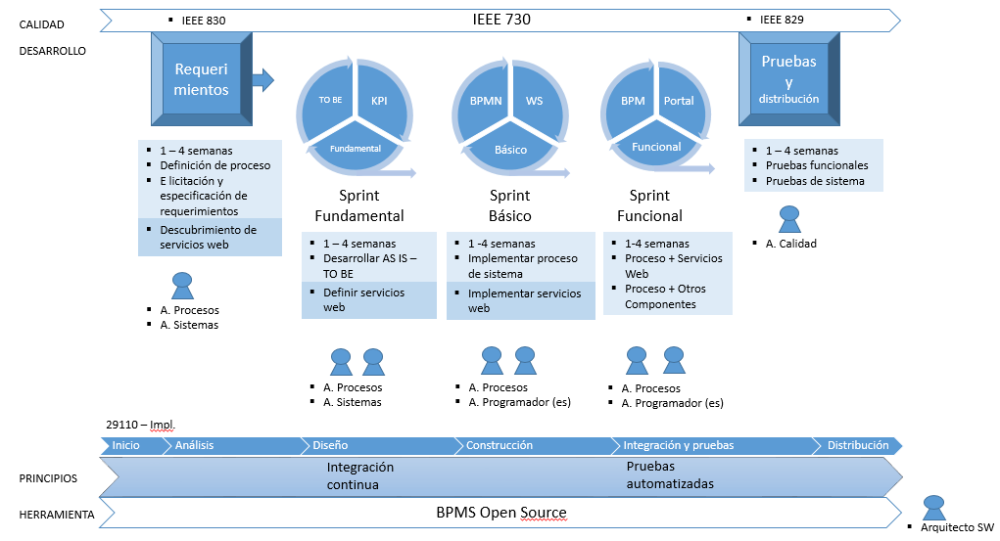 CALIDAD
▪ IEEE 830
IEEE 730
▪ IEEE 829
DESARROLLO
Requeri
mientos
TO BE
KPI
Fundamental
BPMN
WS
Básico
BPM
Portal
Funcional
Pruebas
y
distribución
▪ 1 – 4 semanas
▪ Definición de proceso
▪ E licitación y
especificación de
requerimientos
▪ Descubrimiento de
servicios web
▪ A. Procesos
▪ A. Sistemas
Sprint
Fundamental
▪ 1 – 4 semanas
▪ Desarrollar AS IS –
TO BE
▪ Definir servicios
web
▪ A. Procesos
▪ A. Sistemas
Sprint
Básico
▪ 1 -4 semanas
▪ Implementar proceso
de sistema
▪ Implementar servicios
web
▪ A. Procesos
▪ A. Programador (es)
Sprint
Funcional
▪ 1-4 semanas
▪ Proceso + Servicios
Web
▪ Proceso + Otros
Componentes
▪ A. Procesos
▪ A. Programador (es)
▪ 1 – 4 semanas
▪ Pruebas funcionales
▪ Pruebas de sistema
▪ A. Calidad
29110 – Impl.
Inicio
Análisis
Diseño
Construcción
Integración y pruebas
Distribución
PRINCIPIOS
Integración
continua
Pruebas
automatizadas
HERRAMIENTA
BPMS Open Source
▪ Arquitecto SW